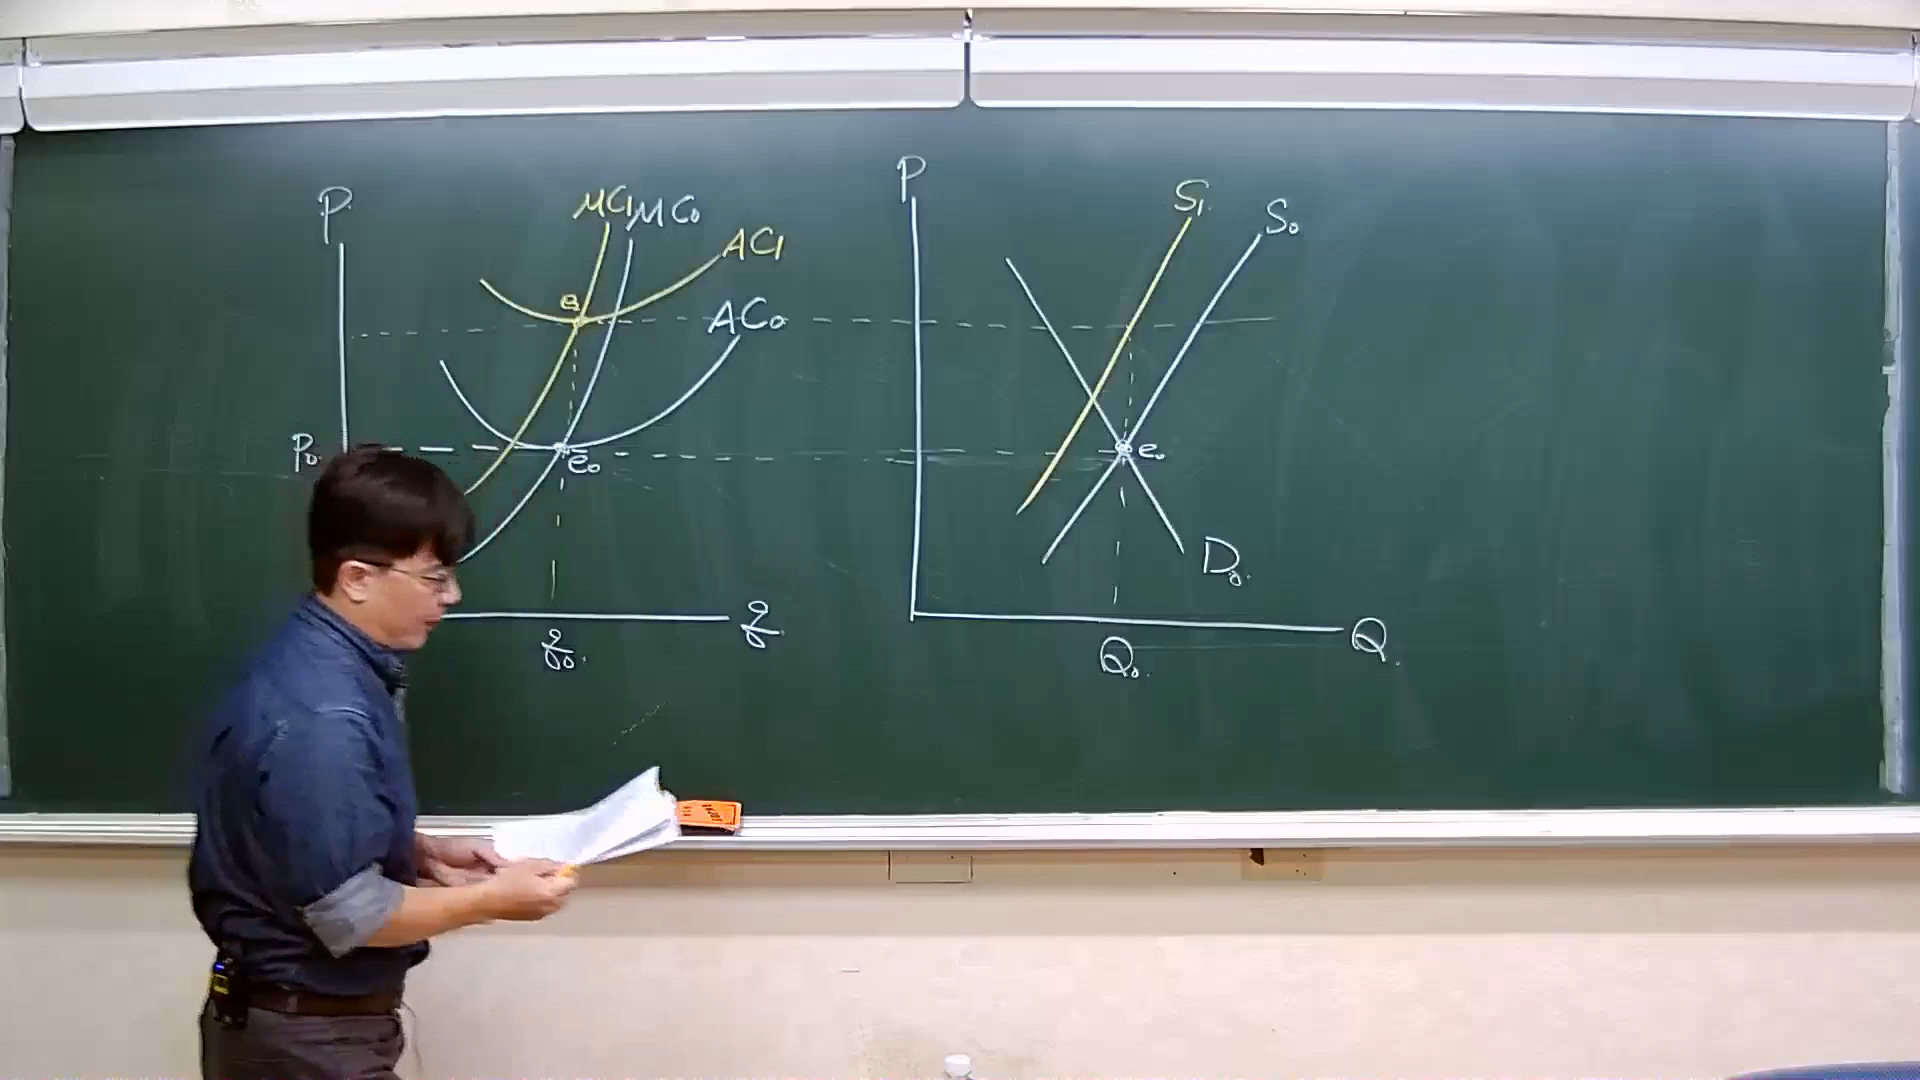 P
MC₁
MC₀
AC₁
AC₀
e₁
P₀
e₀
q₀
q
P
S₁
S₀
e₀
D₀
Q₀
Q